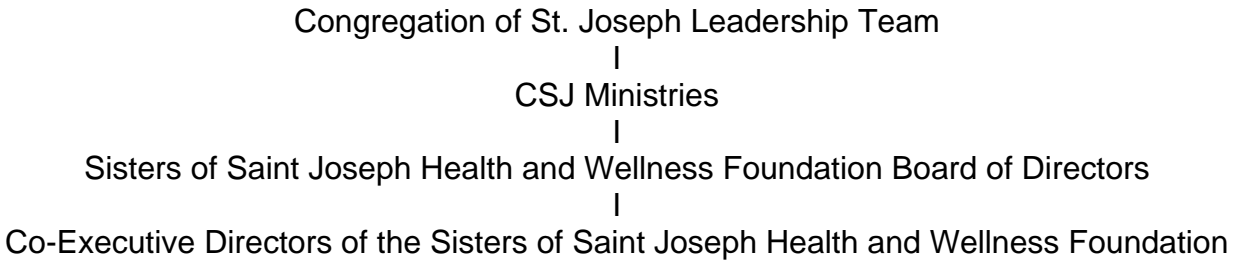 Congregation of St. Joseph Leadership Team
I
CSJ Ministries
I
Sisters of Saint Joseph Health and Wellness Foundation Board of Directors
I
Co-Executive Directors of the Sisters of Saint Joseph Health and Wellness Foundation